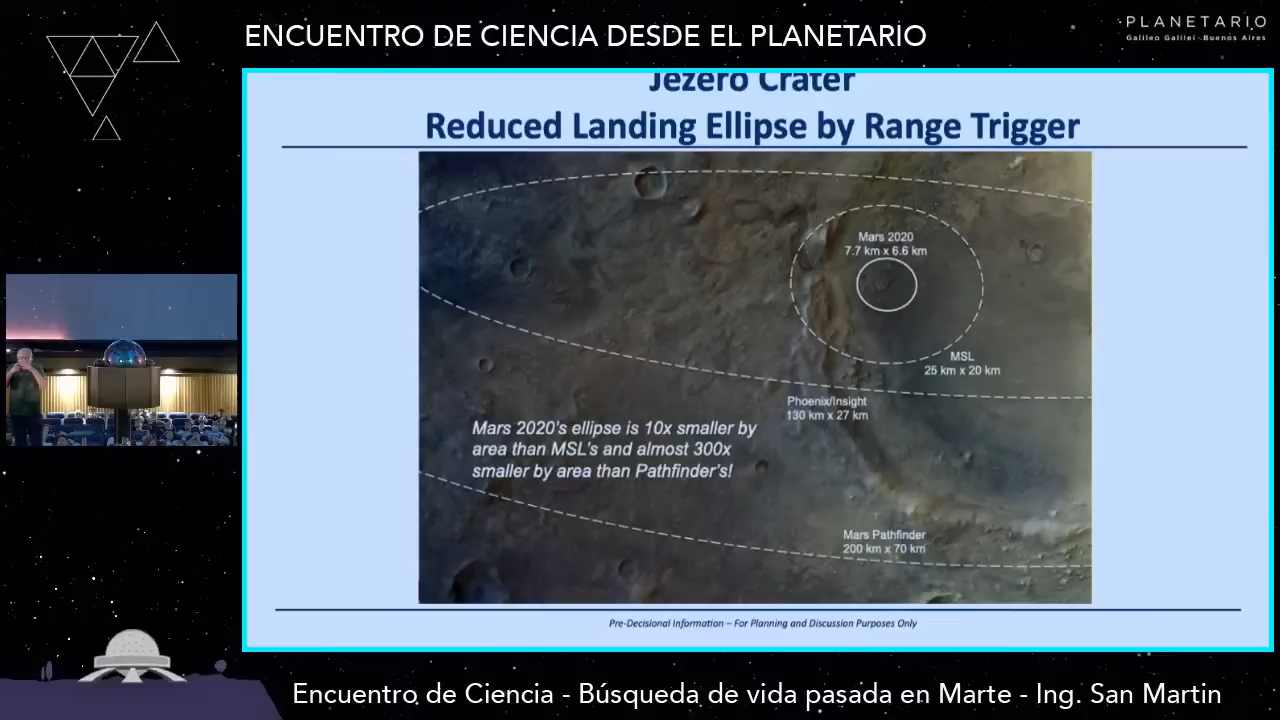 ENCUENTRO DE CIENCIA DESDE EL PLANETARIO
PLANETARIO
Galileo Galilei · Buenos Aires
Jezero Crater
Reduced Landing Ellipse by Range Trigger
Mars 2020
7.7 km x 6.6 km
MSL
25 km x 20 km
Phoenix/Insight
130 km x 27 km
Mars 2020's ellipse is 10x smaller by
area than MSL's and almost 300x
smaller by area than Pathfinder's!
Mars Pathfinder
200 km x 70 km
Pre-Decisional Information – For Planning and Discussion Purposes Only
Encuentro de Ciencia - Búsqueda de vida pasada en Marte - Ing. San Martin